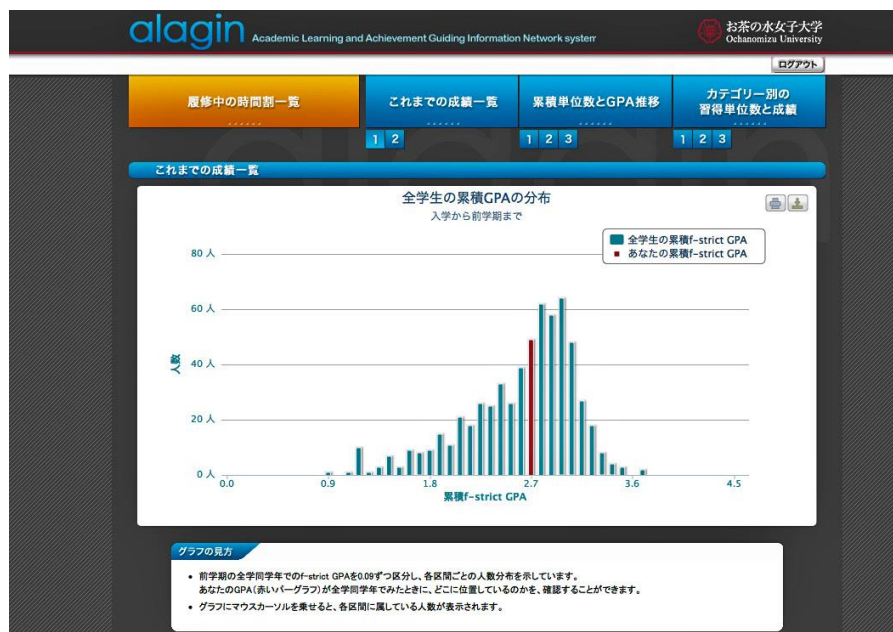 alagin Academic Learning and Achievement Guiding Information Network system
お茶の水女子大学
Ochanomizu University
ログアウト
履修中の時間割一覧
これまでの成績一覧
累積単位数とGPA推移
カテゴリー別の
習得単位数と成績
1 2
1 2 3
1 2 3
これまでの成績一覧
全学生の累積GPAの分布
入学から前学期まで
全学生の累積f-strict GPA
あなたの累積f-strict GPA
80 人
60 人
40 人
20 人
0 人
人数
0.0 0.9 1.8 2.7 3.6 4.5
累積f-strict GPA
グラフの見方
• 前学期の全学同学年でのf-strict GPAを0.09ずつ区分し、各区間ごとの人数分布を示しています。
あなたのGPA(赤いバーグラフ)が全学同学年でみたときに、どこに位置しているのかを、確認することができます。
• グラフにマウスカーソルを乗せると、各区間に属している人数が表示されます。